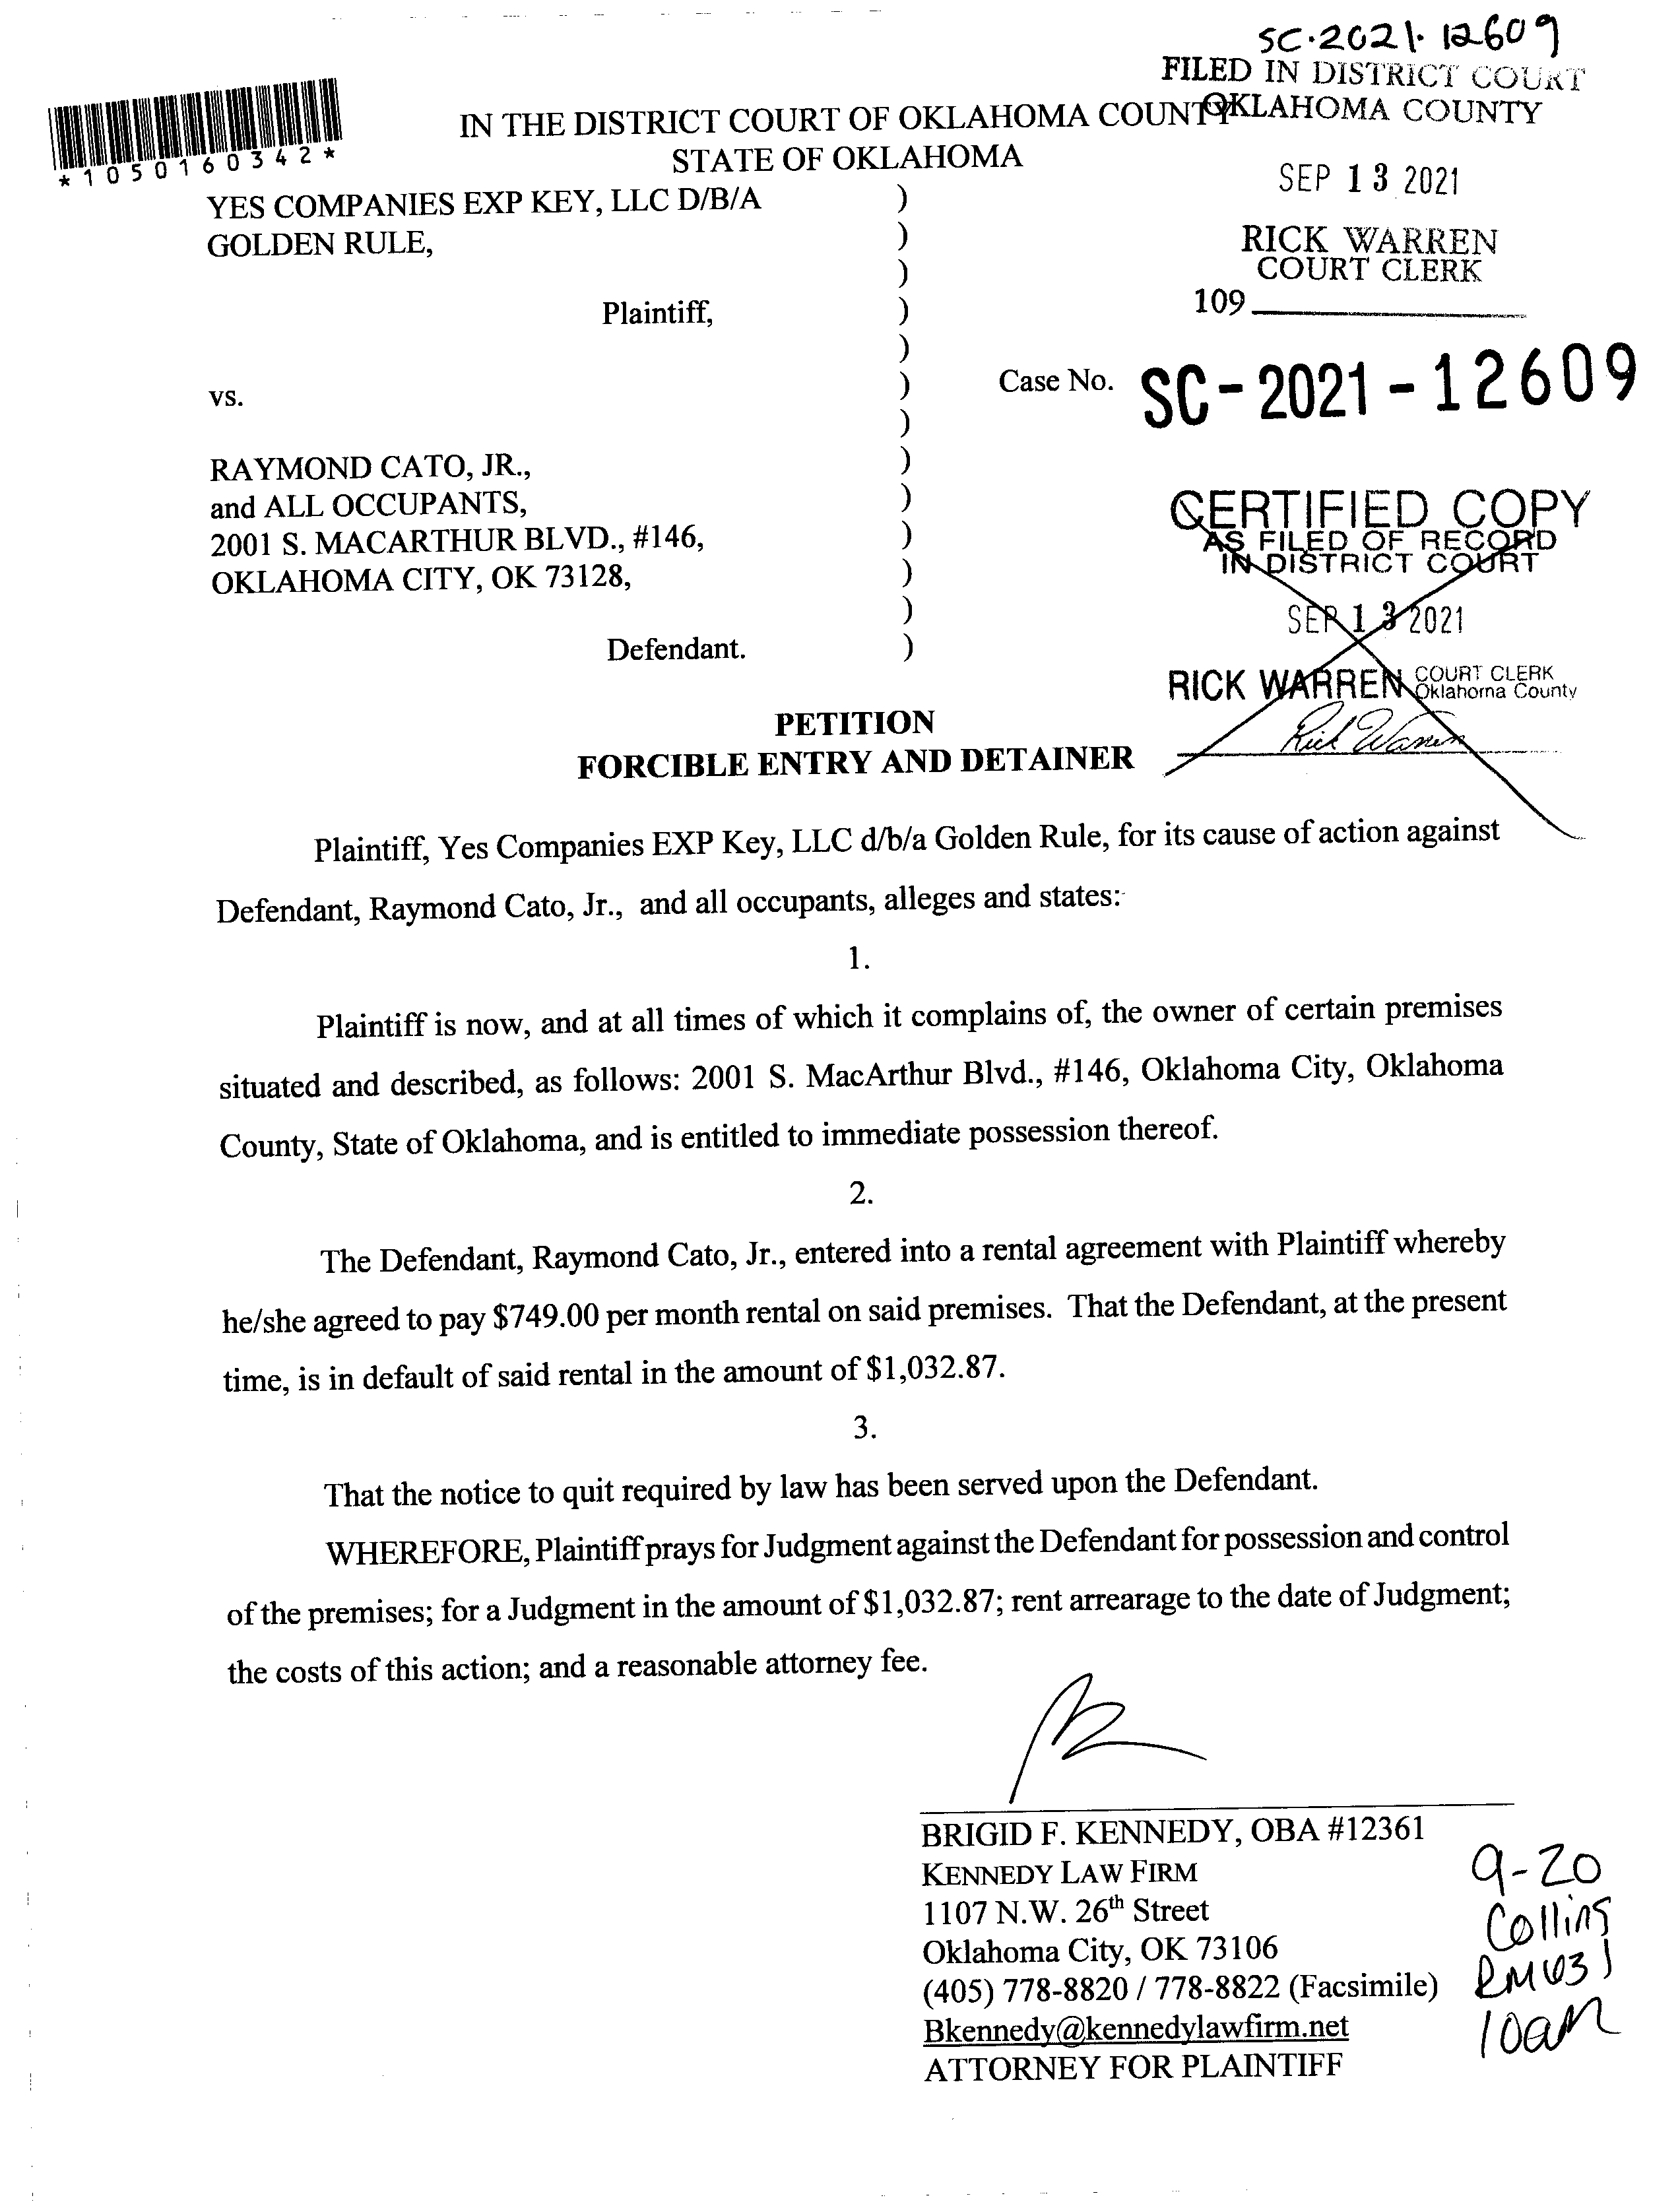 SC-2021-12609
FILED IN DISTRICT COURT
OKLAHOMA COUNTY
IN THE DISTRICT COURT OF OKLAHOMA COUNTY
STATE OF OKLAHOMA
*1050160342*
SEP 13 2021
RICK WARREN
COURT CLERK
109
YES COMPANIES EXP KEY, LLC D/B/A )
GOLDEN RULE, )
)
Plaintiff, )
)
vs. ) Case No. SC-2021-12609
)
RAYMOND CATO, JR., )
and ALL OCCUPANTS, )
2001 S. MACARTHUR BLVD., #146, )
OKLAHOMA CITY, OK 73128, )
)
Defendant. )
CERTIFIED COPY
AS FILED OF RECORD
IN DISTRICT COURT
SEP 13 2021
RICK WARREN COURT CLERK
Oklahoma County
Rick Warren
PETITION
FORCIBLE ENTRY AND DETAINER
Plaintiff, Yes Companies EXP Key, LLC d/b/a Golden Rule, for its cause of action against
Defendant, Raymond Cato, Jr., and all occupants, alleges and states:
1.
Plaintiff is now, and at all times of which it complains of, the owner of certain premises
situated and described, as follows: 2001 S. MacArthur Blvd., #146, Oklahoma City, Oklahoma
County, State of Oklahoma, and is entitled to immediate possession thereof.
2.
The Defendant, Raymond Cato, Jr., entered into a rental agreement with Plaintiff whereby
he/she agreed to pay $749.00 per month rental on said premises. That the Defendant, at the present
time, is in default of said rental in the amount of $1,032.87.
3.
That the notice to quit required by law has been served upon the Defendant.
WHEREFORE, Plaintiff prays for Judgment against the Defendant for possession and control
of the premises; for a Judgment in the amount of $1,032.87; rent arrearage to the date of Judgment;
the costs of this action; and a reasonable attorney fee.
BRIGID F. KENNEDY, OBA #12361
KENNEDY LAW FIRM
1107 N.W. 26th Street
Oklahoma City, OK 73106
(405) 778-8820 / 778-8822 (Facsimile)
Bkennedy@kennedylawfirm.net
ATTORNEY FOR PLAINTIFF
9-20
Collins
RM 631
10am